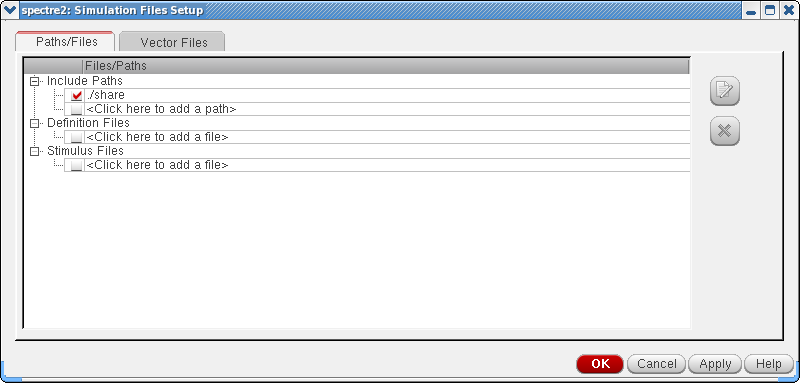 spectre2: Simulation Files Setup
Paths/Files
Vector Files
Files/Paths
Include Paths
./share
<Click here to add a path>
Definition Files
<Click here to add a file>
Stimulus Files
<Click here to add a file>
OK
Cancel
Apply
Help